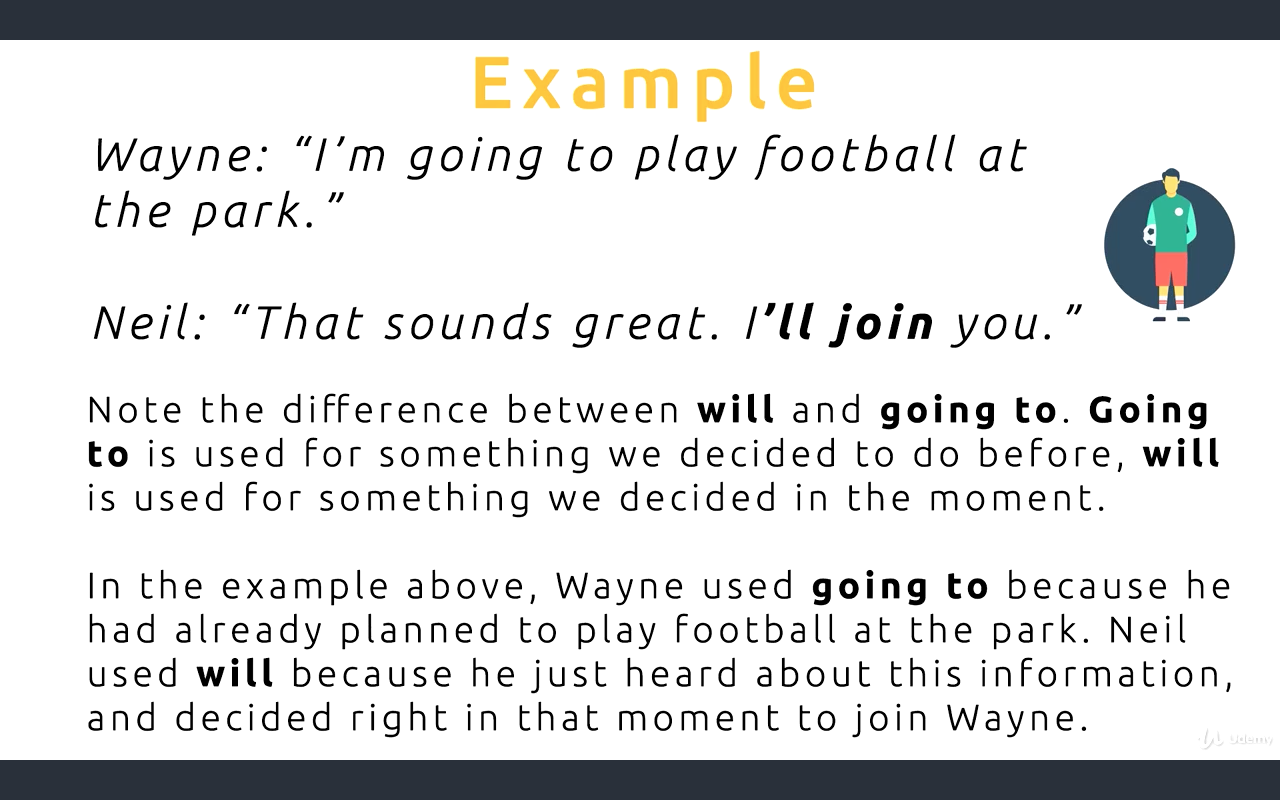 Example
Wayne: “I’m going to play football at
the park.”
Neil: “That sounds great. I’ll join you.”
Note the difference between will and going to. Going
to is used for something we decided to do before, will
is used for something we decided in the moment.
In the example above, Wayne used going to because he
had already planned to play football at the park. Neil
used will because he just heard about this information,
and decided right in that moment to join Wayne.
Udemy